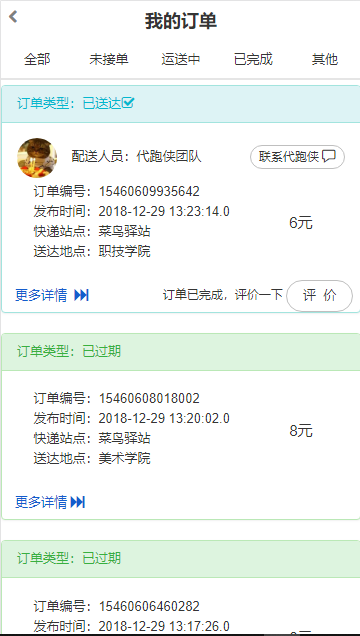 我的订单
全部 未接单 运送中 已完成 其他
订单类型：已送达
配送人员：代跑侠团队 联系代跑侠
订单编号：15460609935642
发布时间：2018-12-29 13:23:14.0
6元
快递站点：菜鸟驿站
送达地点：职技学院
更多详情 订单已完成，评价一下 评 价
订单类型：已过期
订单编号：15460608018002
发布时间：2018-12-29 13:20:02.0
8元
快递站点：菜鸟驿站
送达地点：美术学院
更多详情
订单类型：已过期
订单编号：15460606460282
发布时间：2018-12-29 13:17:26.0